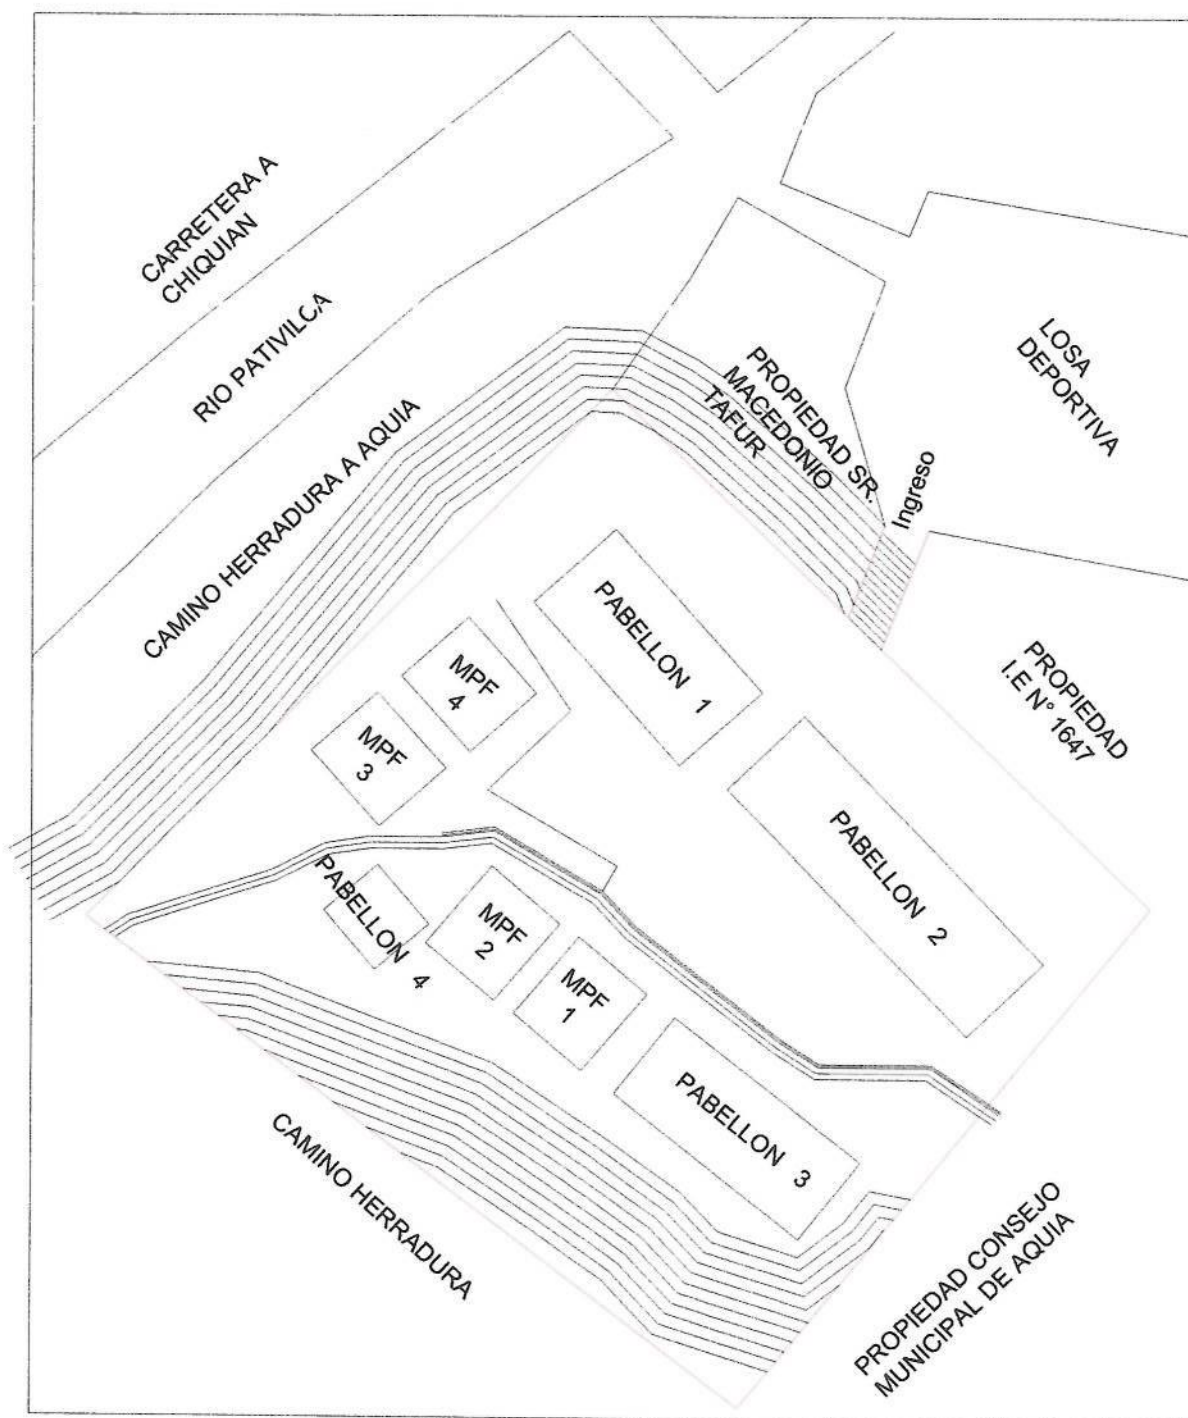 CARRETERA A
CHIQUIAN
RIO PATIVILCA
CAMINO HERRADURA A AQUIA
PROPIEDAD SR.
MACEDONIO
TAFUR
LOSA
DEPORTIVA
Ingreso
PROPIEDAD
I.E N° 1647
PABELLON 1
MPF
4
MPF
3
PABELLON 2
PABELLON 4
MPF
2
MPF
1
PABELLON 3
CAMINO HERRADURA
PROPIEDAD CONSEJO
MUNICIPAL DE AQUIA